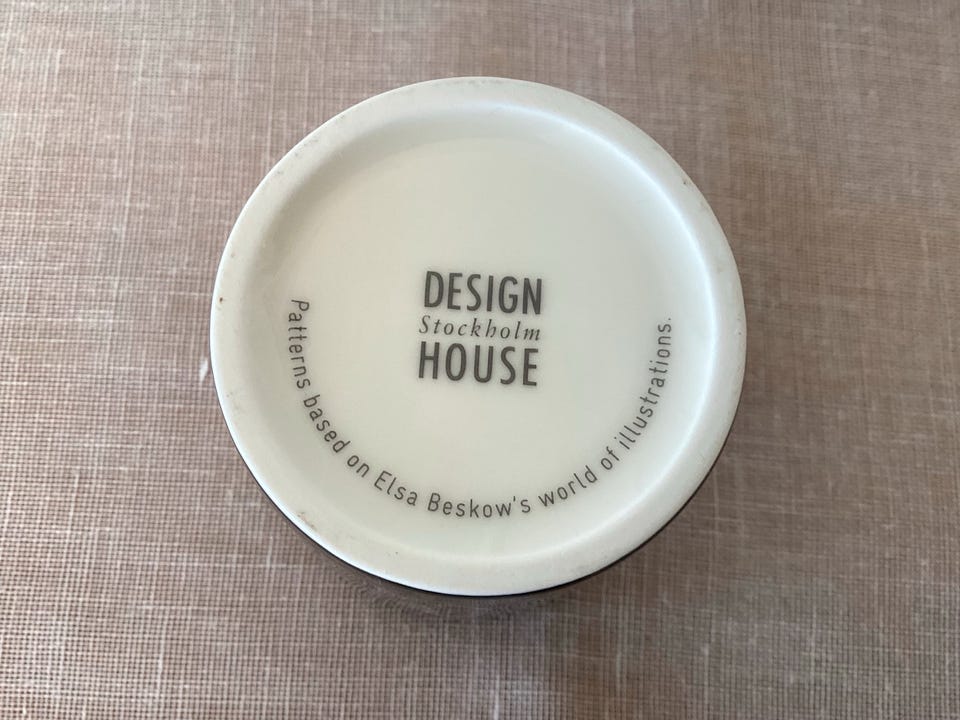 DESIGN
Stockholm
HOUSE
Patterns based on Elsa Beskow's world of illustrations.